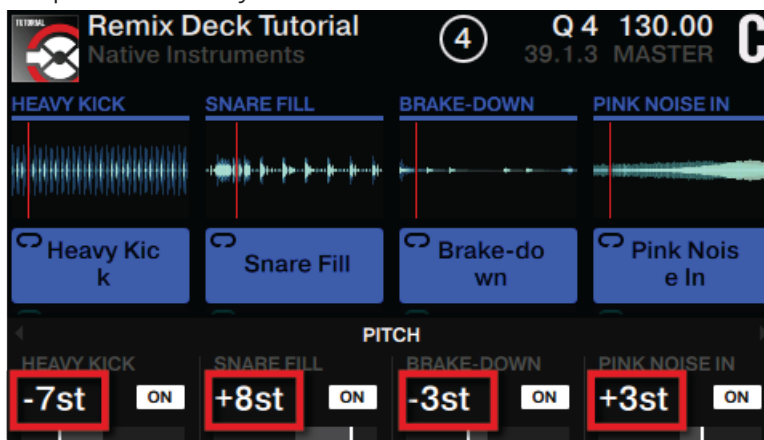 TUTORIAL
Remix Deck Tutorial
Native Instruments
4
Q 4 130.00
39.1.3 MASTER
C
HEAVY KICK SNARE FILL BRAKE-DOWN PINK NOISE IN
Heavy Kic
k
Snare Fill
Brake-do
wn
Pink Nois
e In
PITCH
HEAVY KICK SNARE FILL BRAKE-DOWN PINK NOISE IN
-7st ON +8st ON -3st ON +3st ON